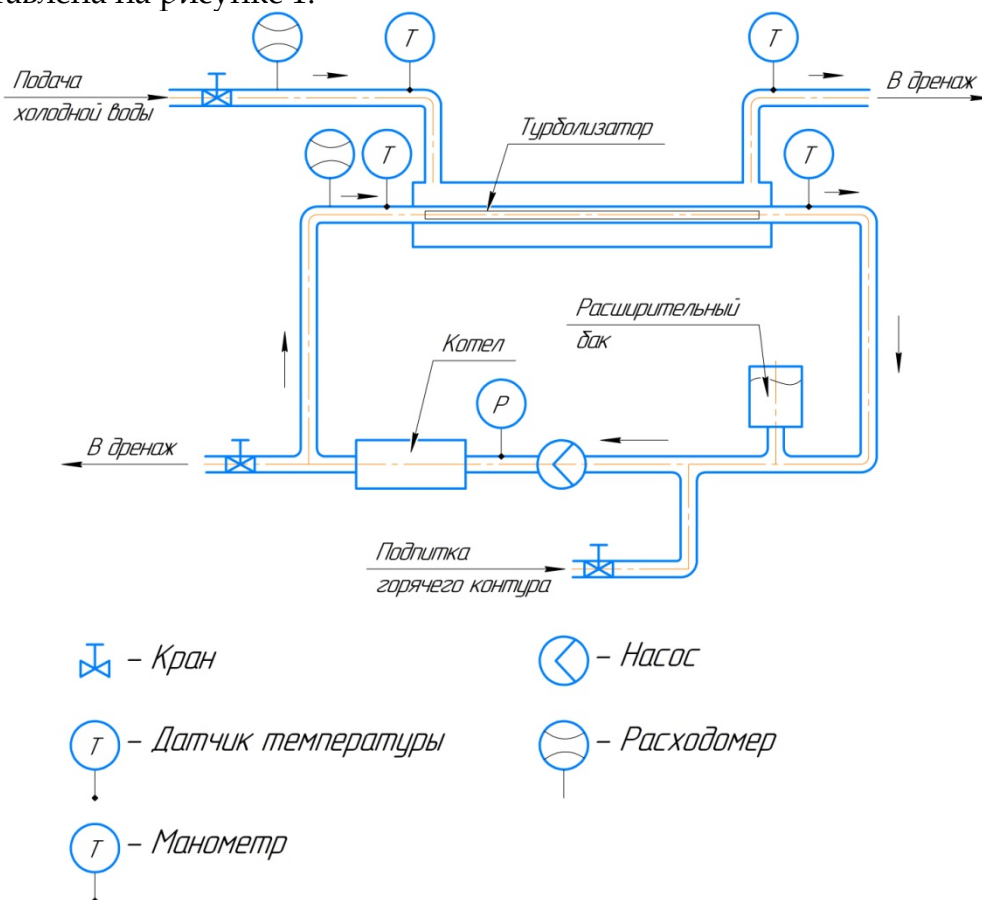 тавлена на рисунке 1.
Т
Т
Подача
холодной воды
В дренаж
Турболизатор
Т
Т
Расширительный
бак
Котел
Р
В дренаж
Подпитка
горячего контура
– Кран
– Насос
Т – Датчик температуры
– Расходомер
Т – Манометр